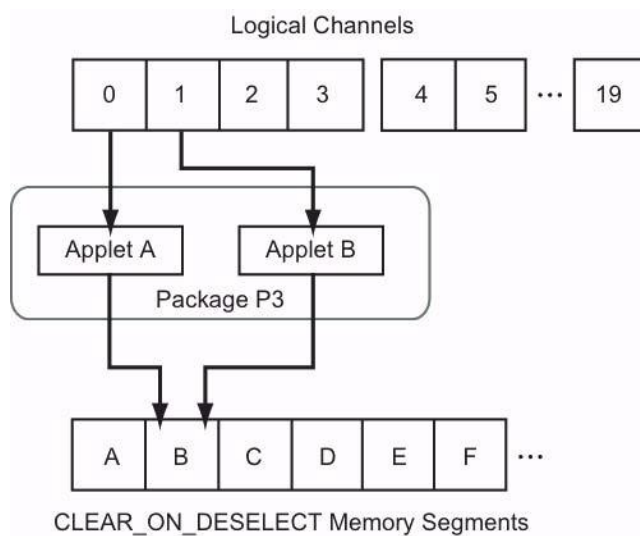 Logical Channels
0 1 2 3 4 5 ... 19
Applet A Applet B
Package P3
A B C D E F ...
CLEAR_ON_DESELECT Memory Segments